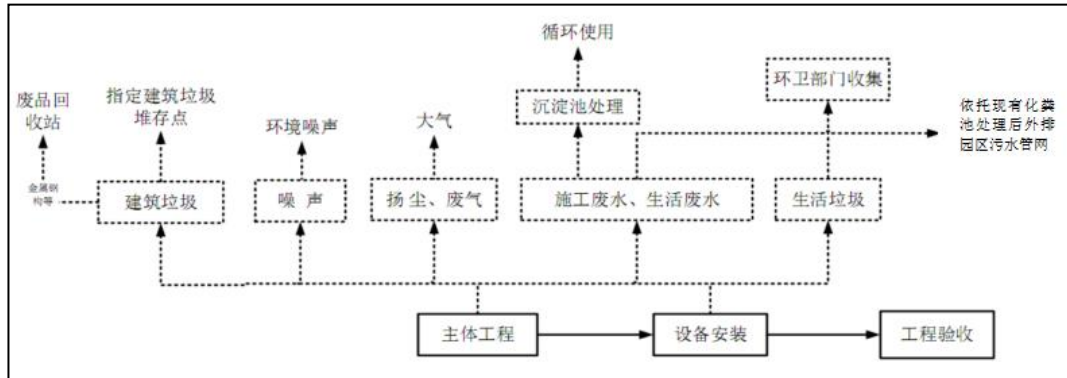 循环使用
废品回
收站
指定建筑垃圾
堆存点
环境噪声
大气
沉淀池处理
环卫部门收集
依托现有化粪
池处理后外排
园区污水管网
金属钢
构等
建筑垃圾
噪 声
扬尘、废气
施工废水、生活废水
生活垃圾
主体工程
设备安装
工程验收